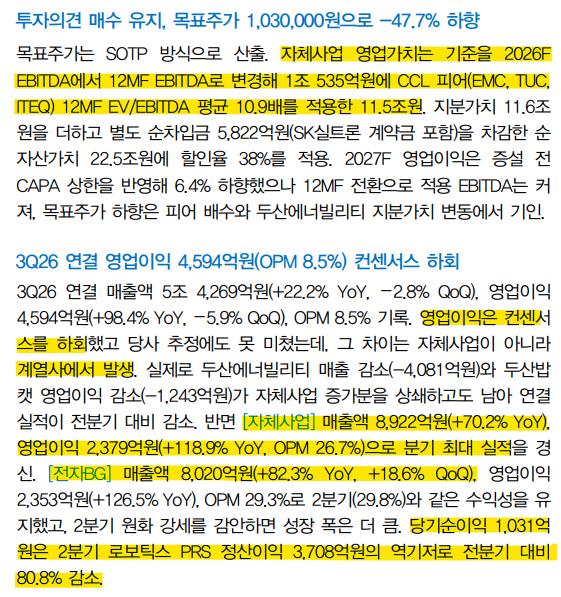 투자의견 매수 유지, 목표주가 1,030,000원으로 -47.7% 하향
목표주가는 SOTP 방식으로 산출. 자체사업 영업가치는 기준을 2026F
EBITDA에서 12MF EBITDA로 변경해 1조 535억원에 CCL 피어(EMC, TUC,
ITEQ) 12MF EV/EBITDA 평균 10.9배를 적용한 11.5조원. 지분가치 11.6조
원을 더하고 별도 순차입금 5,822억원(SK실트론 계약금 포함)을 차감한 순
자산가치 22.5조원에 할인율 38%를 적용. 2027F 영업이익은 증설 전
CAPA 상한을 반영해 6.4% 하향했으나 12MF 전환으로 적용 EBITDA는 커
져, 목표주가 하향은 피어 배수와 두산에너빌리티 지분가치 변동에서 기인.
3Q26 연결 영업이익 4,594억원(OPM 8.5%) 컨센서스 하회
3Q26 연결 매출액 5조 4,269억원(+22.2% YoY, -2.8% QoQ), 영업이익
4,594억원(+98.4% YoY, -5.9% QoQ), OPM 8.5% 기록. 영업이익은 컨센서
스를 하회했고 당사 추정에도 못 미쳤는데, 그 차이는 자체사업이 아니라
계열사에서 발생. 실제로 두산에너빌리티 매출 감소(-4,081억원)와 두산밥
캣 영업이익 감소(-1,243억원)가 자체사업 증가분을 상쇄하고도 남아 연결
실적이 전분기 대비 감소. 반면 [자체사업] 매출액 8,922억원(+70.2% YoY),
영업이익 2,379억원(+118.9% YoY, OPM 26.7%)으로 분기 최대 실적을 경
신. [전자BG] 매출액 8,020억원(+82.3% YoY, +18.6% QoQ), 영업이익
2,353억원(+126.5% YoY), OPM 29.3%로 2분기(29.8%)와 같은 수익성을 유
지했고, 2분기 원화 강세를 감안하면 성장 폭은 더 큼. 당기순이익 1,031억
원은 2분기 로보틱스 PRS 정산이익 3,708억원의 역기저로 전분기 대비
80.8% 감소.